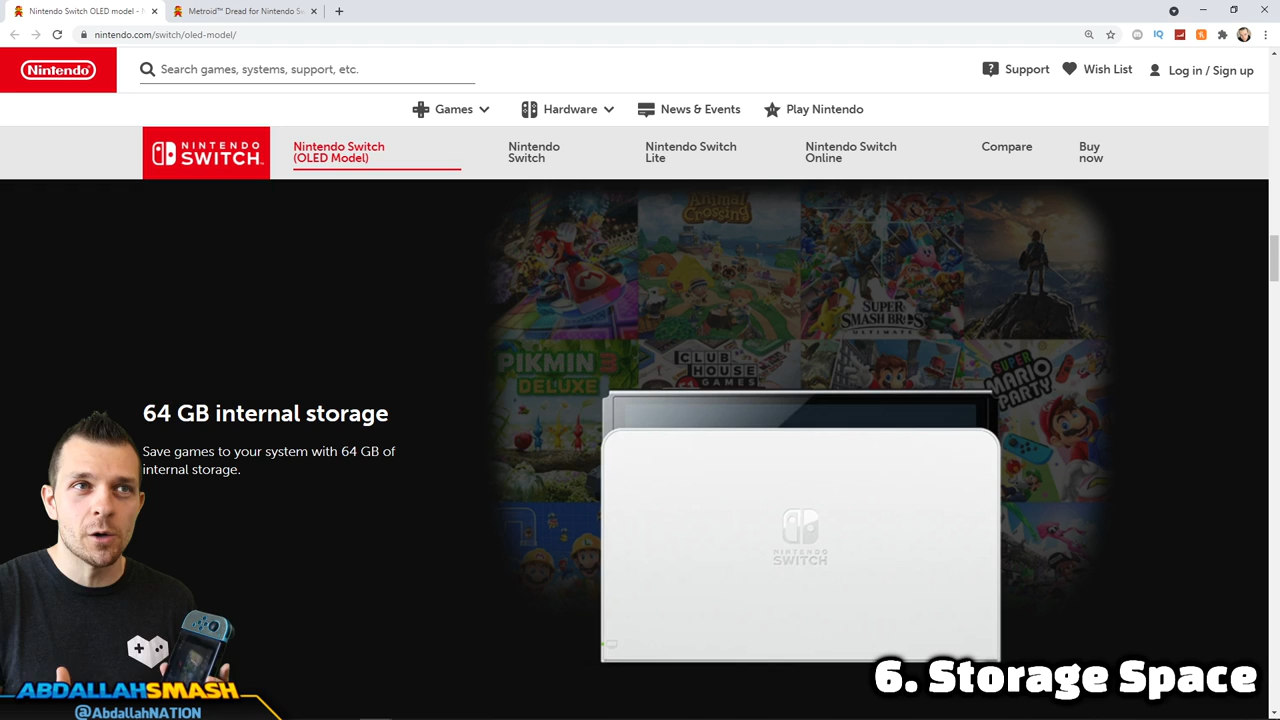 Nintendo Switch OLED model - N
Metroid™ Dread for Nintendo Sw
nintendo.com/switch/oled-model/
IQ
Nintendo
Search games, systems, support, etc.
Support
Wish List
Log in / Sign up
Games
Hardware
News & Events
Play Nintendo
NINTENDO
SWITCH
Nintendo Switch
(OLED Model)
Nintendo
Switch
Nintendo Switch
Lite
Nintendo Switch
Online
Compare
Buy
now
Animal
Crossing
SUPER
SMASH BROS
ULTIMATE
PIKMIN 3
DELUXE
CLUB
HOUSE
GAMES
SUPER
MARIO
PARTY
64 GB internal storage
Save games to your system with 64 GB of
internal storage.
NINTENDO
SWITCH
6. Storage Space
ABDALLAHSMASH
@AbdallahNATION